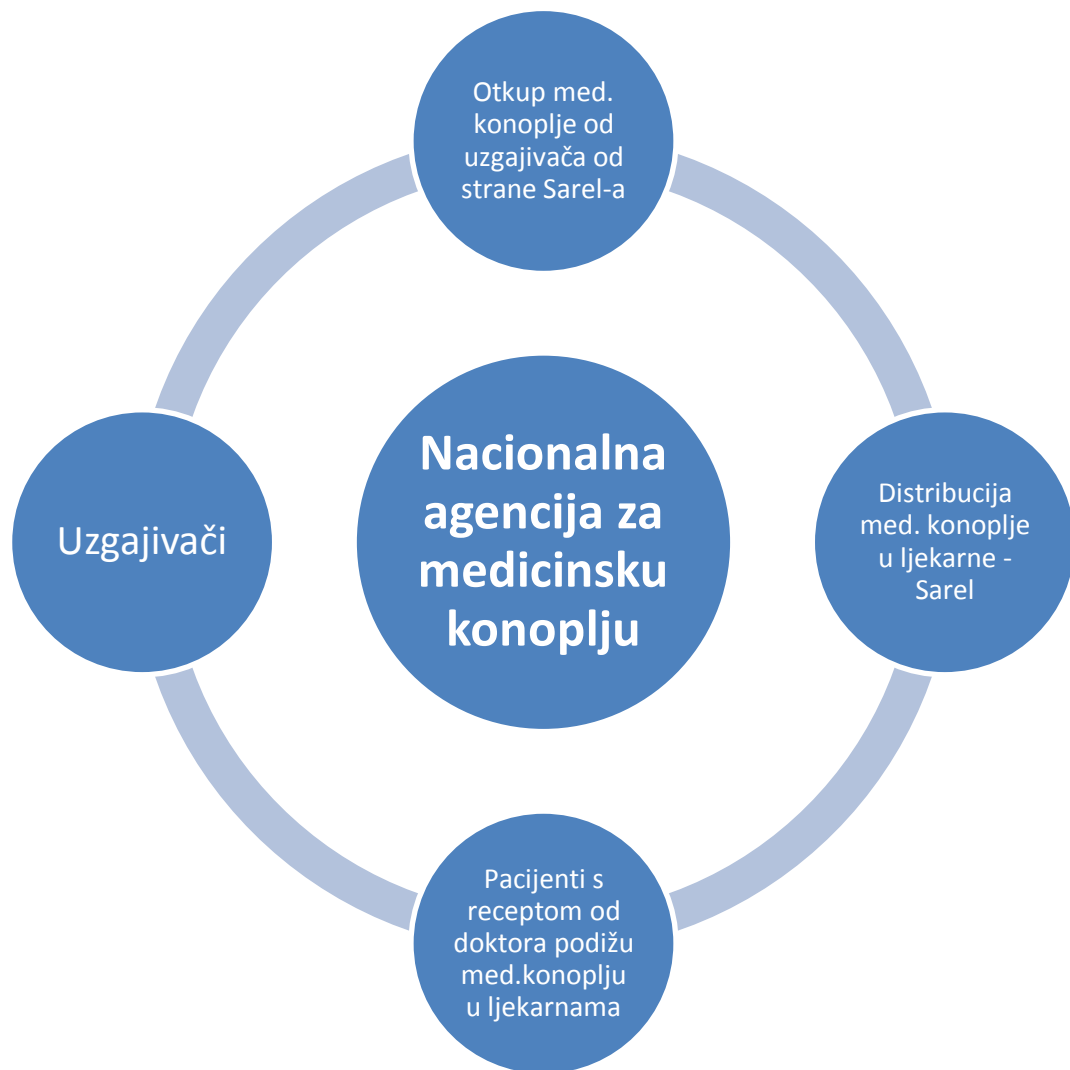 Otkup med.
konoplje od
uzgajivača od
strane Sarel-a
Nacionalna
agencija za
medicinsku
konoplju
Uzgajivači
Distribucija
med. konoplje
u ljekarne -
Sarel
Pacijenti s
receptom od
doktora podižu
med.konoplju
u ljekarnama